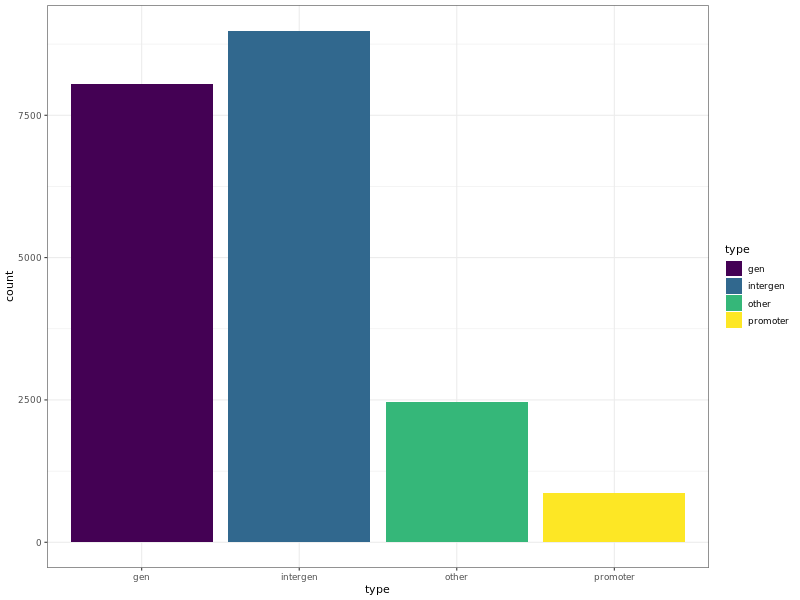 7500
5000
2500
0
count
gen
intergen
other
promoter
type
type
gen
intergen
other
promoter